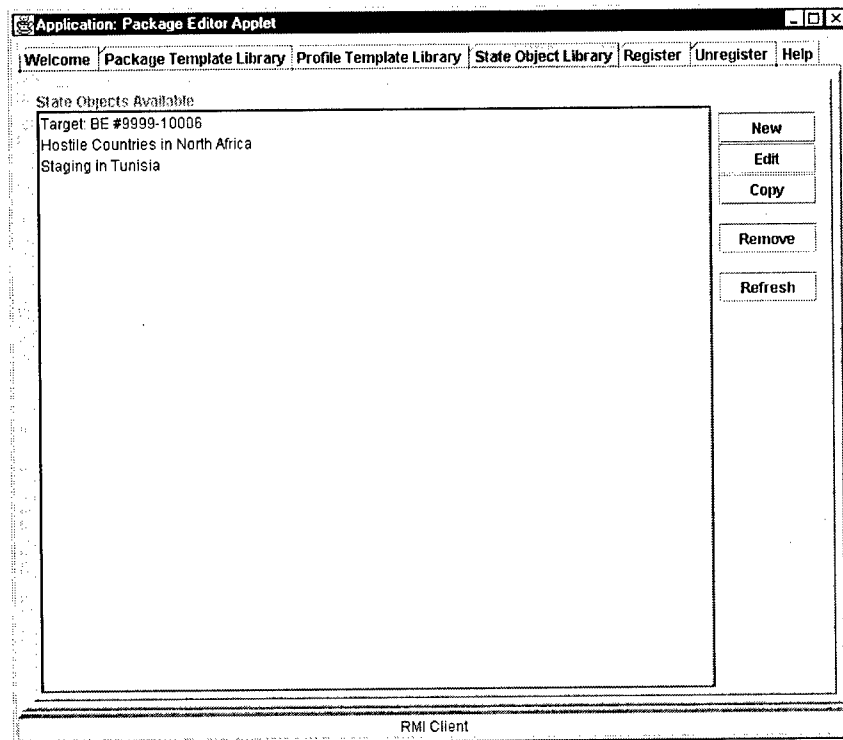 Application: Package Editor Applet
Welcome Package Template Library Profile Template Library State Object Library Register Unregister Help
State Objects Available
Target: BE #9999-10006
Hostile Countries in North Africa
Staging in Tunisia
New
Edit
Copy
Remove
Refresh
RMI Client